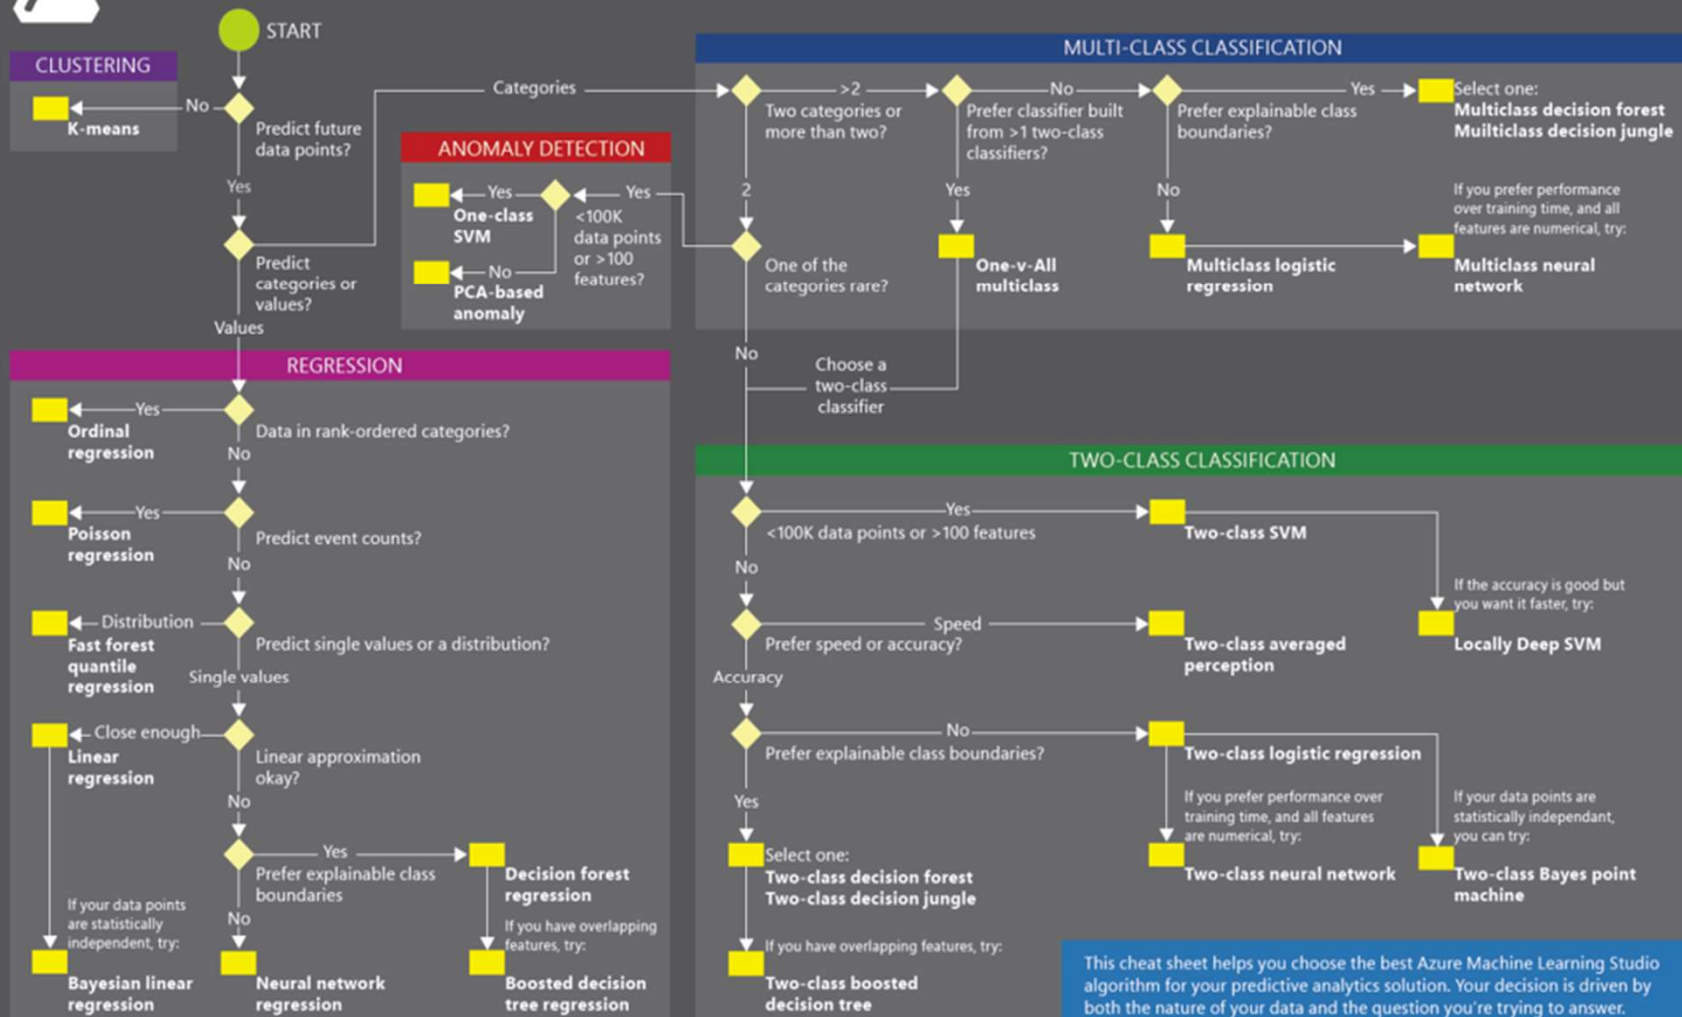 START
CLUSTERING
No
K-means
Predict future
data points?
Yes
Categories
Predict
categories or
values?
Values
ANOMALY DETECTION
Yes
Yes
One-class
SVM
<100K
data points
or >100
features?
No
PCA-based
anomaly
MULTI-CLASS CLASSIFICATION
>2
No
Yes
Two categories or
more than two?
Prefer classifier built
from >1 two-class
classifiers?
Prefer explainable class
boundaries?
Select one:
Multiclass decision forest
Muilticlass decision jungle
2
Yes
No
If you prefer performance
over training time, and all
features are numerical, try:
One of the
categories rare?
One-v-All
multiclass
Multiclass logistic
regression
Multiclass neural
network
No
Choose a
two-class
classifier
REGRESSION
Yes
Ordinal
regression
Data in rank-ordered categories?
No
Yes
Poisson
regression
Predict event counts?
No
Distribution
Fast forest
quantile
regression
Predict single values or a distribution?
Single values
Close enough
Linear
regression
Linear approximation
okay?
No
Yes
Prefer explainable class
boundaries
Decision forest
regression
No
If your data points
are statistically
independent, try:
If you have overlapping
features, try:
Bayesian linear
regression
Neural network
regression
Boosted decision
tree regression
TWO-CLASS CLASSIFICATION
Yes
<100K data points or >100 features
Two-class SVM
No
If the accuracy is good but
you want it faster, try:
Speed
Prefer speed or accuracy?
Two-class averaged
perception
Locally Deep SVM
Accuracy
No
Prefer explainable class boundaries?
Two-class logistic regression
Yes
If you prefer performance over
training time, and all features
are numerical, try:
If your data points are
statistically independant,
you can try:
Select one:
Two-class decision forest
Two-class decision jungle
Two-class neural network
Two-class Bayes point
machine
If you have overlapping features, try:
Two-class boosted
decision tree
This cheat sheet helps you choose the best Azure Machine Learning Studio
algorithm for your predictive analytics solution. Your decision is driven by
both the nature of your data and the question you're trying to answer.